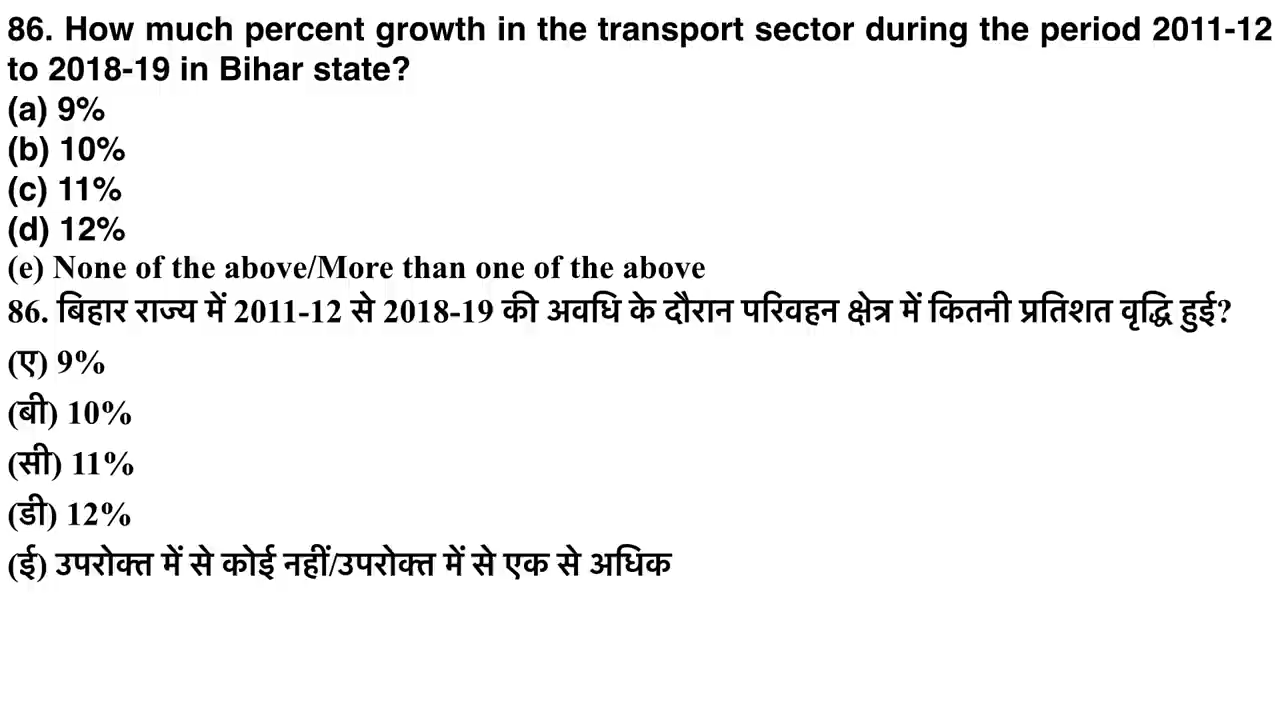 86. How much percent growth in the transport sector during the period 2011-12
to 2018-19 in Bihar state?
(a) 9%
(b) 10%
(c) 11%
(d) 12%
(e) None of the above/More than one of the above
86. बिहार राज्य में 2011-12 से 2018-19 की अवधि के दौरान परिवहन क्षेत्र में कितनी प्रतिशत वृद्धि हुई?
(ए) 9%
(बी) 10%
(सी) 11%
(डी) 12%
(ई) उपरोक्त में से कोई नहीं/उपरोक्त में से एक से अधिक